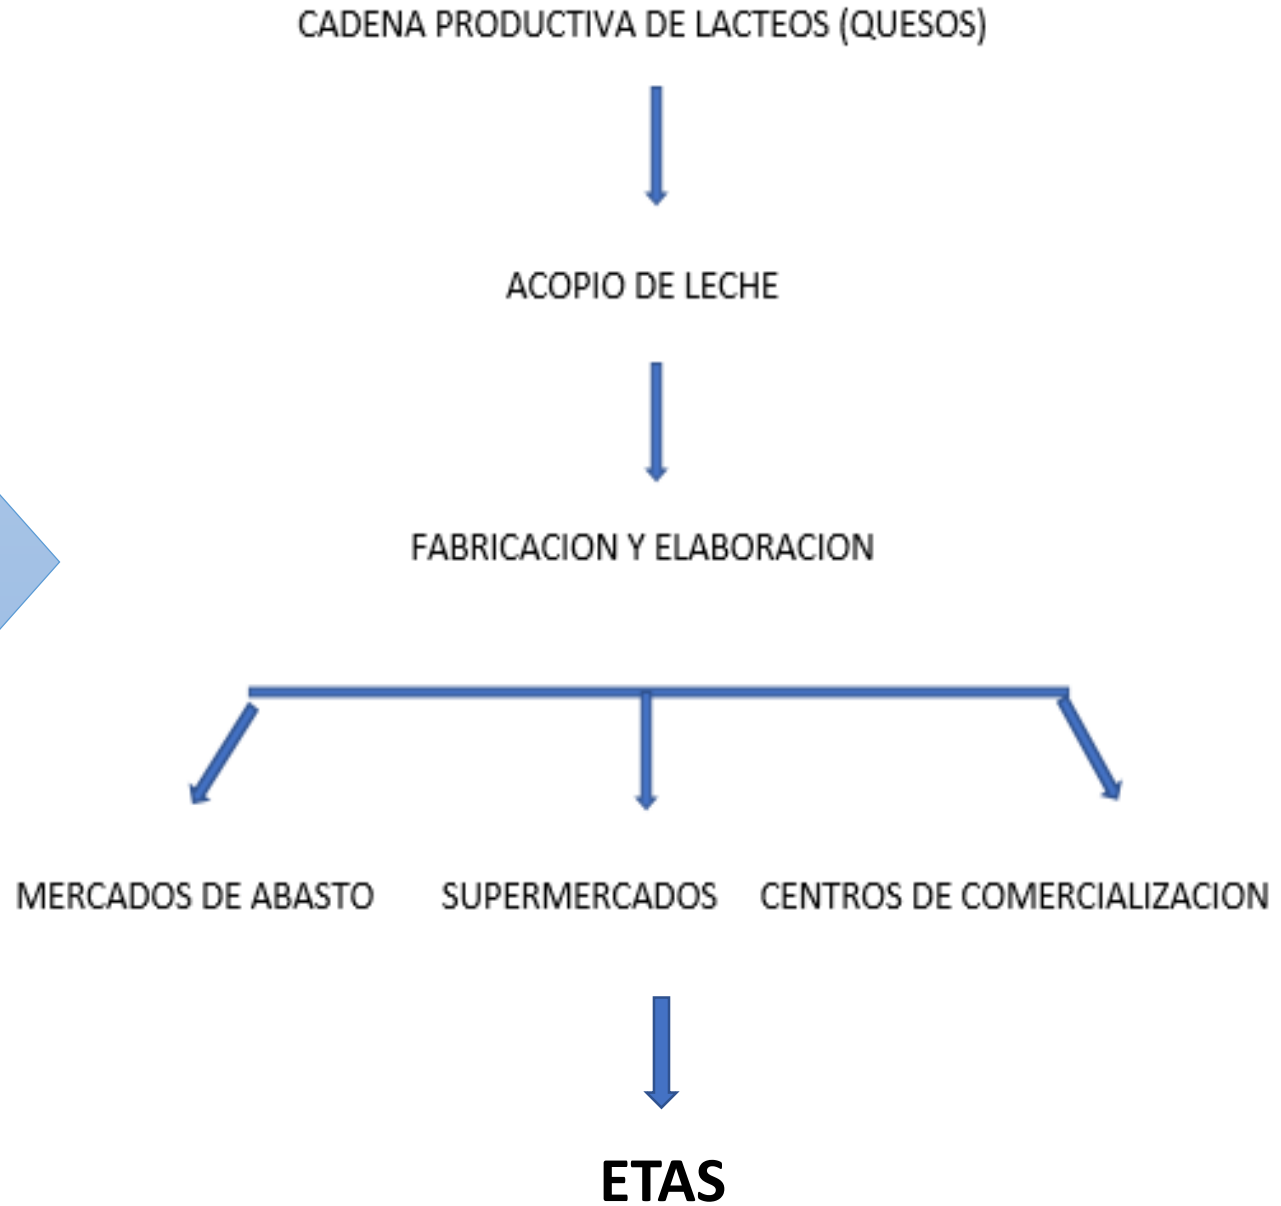 CADENA PRODUCTIVA DE LACTEOS (QUESOS)
ACOPIO DE LECHE
FABRICACION Y ELABORACION
MERCADOS DE ABASTO
SUPERMERCADOS
CENTROS DE COMERCIALIZACION
ETAS